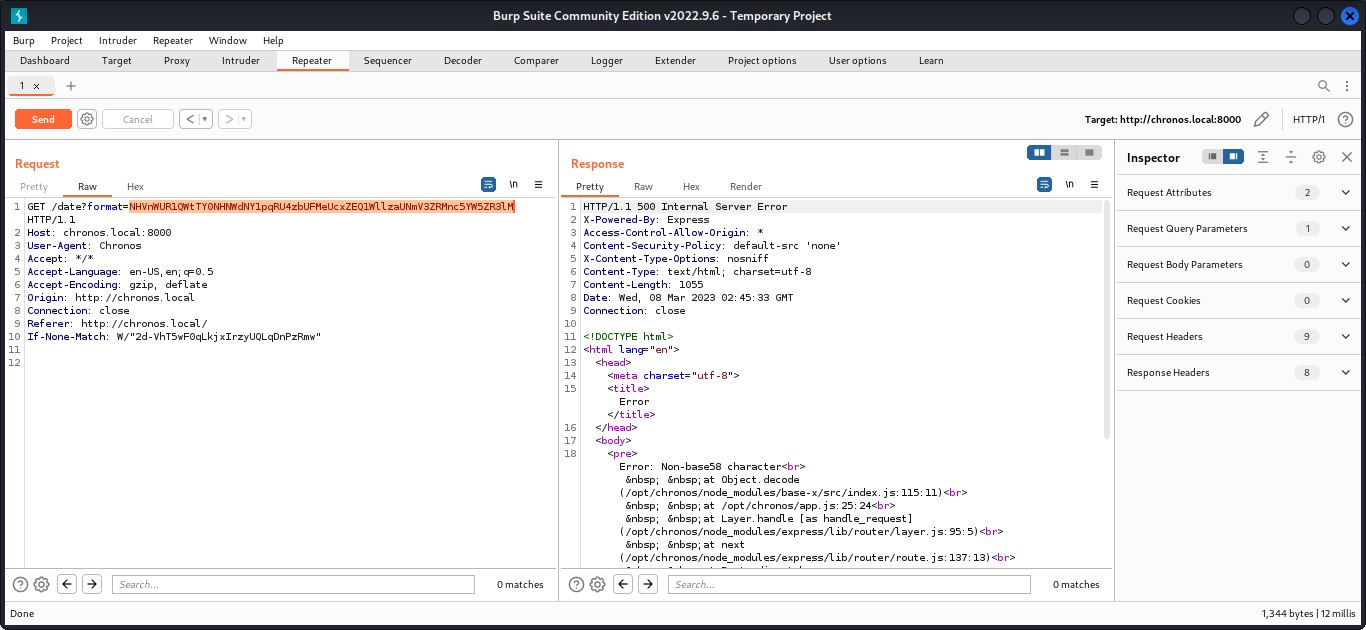 Burp Suite Community Edition v2022.9.6 - Temporary Project
Burp Project Intruder Repeater Window Help
Dashboard Target Proxy Intruder Repeater Sequencer Decoder Comparer Logger Extender Project options User options Learn
1 × +
Send Cancel < > Target: http://chronos.local:8000 HTTP/1
Request
Pretty Raw Hex \n
1 GET /date?format=NHVnWUR1QWtTY0NHNWdNY1pqRU4zbUFMeUcxZEQ1WllzaUNmV3ZRMnc5YW5ZR3lM
HTTP/1.1
2 Host: chronos.local:8000
3 User-Agent: Chronos
4 Accept: */*
5 Accept-Language: en-US,en;q=0.5
6 Accept-Encoding: gzip, deflate
7 Origin: http://chronos.local
8 Connection: close
9 Referer: http://chronos.local/
10 If-None-Match: W/"2d-VhT5wF0qLkjxIrzyUQLqDnPzRmw"
11
12
Search... 0 matches
Response
Pretty Raw Hex Render \n
1 HTTP/1.1 500 Internal Server Error
2 X-Powered-By: Express
3 Access-Control-Allow-Origin: *
4 Content-Security-Policy: default-src 'none'
5 X-Content-Type-Options: nosniff
6 Content-Type: text/html; charset=utf-8
7 Content-Length: 1055
8 Date: Wed, 08 Mar 2023 02:45:33 GMT
9 Connection: close
10
11 <!DOCTYPE html>
12 <html lang="en">
13 <head>
14 <meta charset="utf-8">
15 <title>
Error
</title>
16 </head>
17 <body>
18 <pre>
Error: Non-base58 character<br>
&nbsp; &nbsp;at Object.decode
(/opt/chronos/node_modules/base-x/src/index.js:115:11)<br>
&nbsp; &nbsp;at /opt/chronos/app.js:25:24<br>
&nbsp; &nbsp;at Layer.handle [as handle_request]
(/opt/chronos/node_modules/express/lib/router/layer.js:95:5)<br>
&nbsp; &nbsp;at next
(/opt/chronos/node_modules/express/lib/router/route.js:137:13)<br>
Search... 0 matches
Inspector
Request Attributes 2
Request Query Parameters 1
Request Body Parameters 0
Request Cookies 0
Request Headers 9
Response Headers 8
Done 1,344 bytes | 12 millis